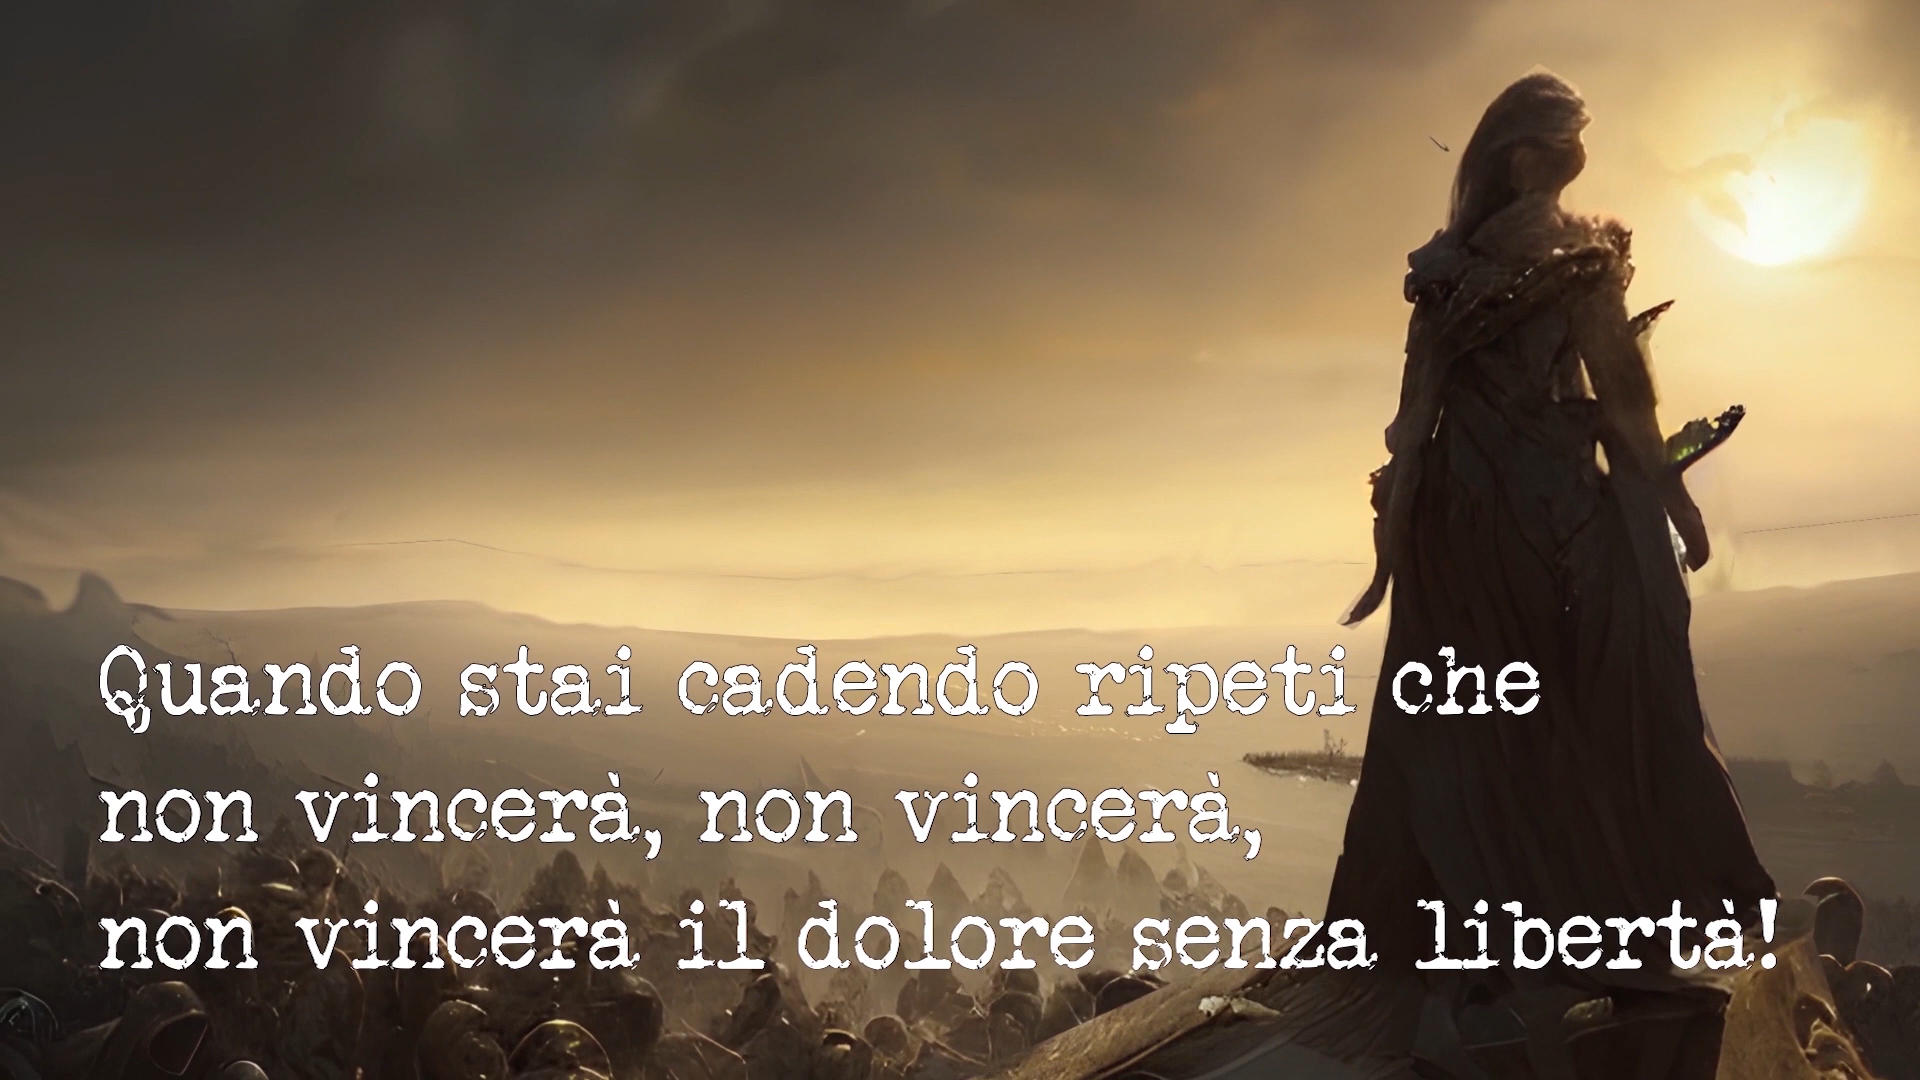 Quando stai cadendo ripeti che
non vincerà, non vincerà,
non vincerà il dolore senza libertà!